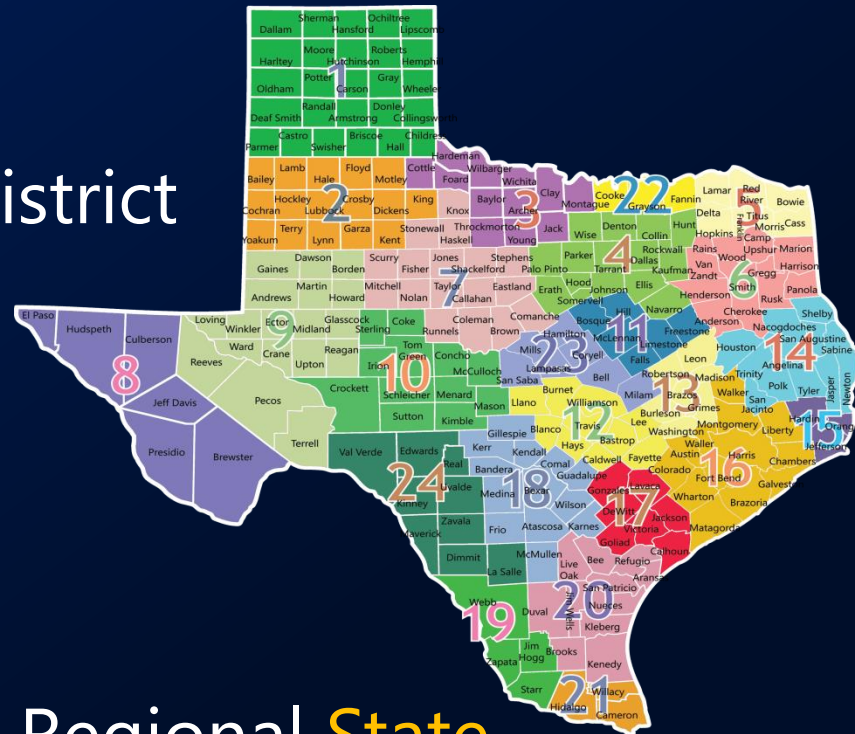 Sherman Ochiltree
Dallam Hansford Lipscomb
Moore Roberts
Hartley Hutchinson Hemphill
1
Potter Gray
Oldham Carson Wheeler
Randall Donley
Deaf Smith Armstrong Collingsworth
Castro Briscoe Childress
Parmer Swisher Hall
istrict
Lamb Floyd Cottle Hardeman Wilbarger
Bailey Hale Motley Foard Wichita
2
Hockley Crosby King Baylor Clay
Cochran Lubbock Dickens Knox Archer Montague
3
Terry Garza Stonewall Throckmorton Jack
Yoakum Lynn Kent Haskell Young
Cooke 22 Fannin
Grayson
Lamar Red River Bowie
5
Delta Titus Morris Cass
Hopkins Franklin Camp
Wise Denton Collin Hunt
Rockwall
4
Parker Tarrant Dallas Kaufman
Palo Pinto Hood Johnson Ellis
Erath Somervell Navarro
Rains Wood Upshur Marion
Van Zandt Gregg Harrison
6
Smith Rusk Panola
Henderson Cherokee
Anderson
Dawson Scurry Jones Stephens
Gaines Borden Fisher Shackelford
7
Martin Mitchell Taylor Eastland
Andrews Howard Nolan Callahan
Coleman Comanche
Runnels Brown
El Paso Hudspeth Culberson
8
Jeff Davis
Presidio Brewster
Loving Ector Glasscock
Winkler Midland
9
Ward Crane Upton Reagan
Reeves
Pecos
Terrell
Sterling Coke
Tom Green Concho
Irion McCulloch
10
Crockett Schleicher Menard
Mason
Sutton Kimble
Bosque Hill Freestone
11
McLennan Limestone
Falls
Hamilton
Mills Coryell
23
Lampasas
San Saba Bell Milam
Leon
Robertson Madison
13
Brazos
Burleson Grimes
Washington
Lee
Nacogdoches Shelby
Houston San Augustine
14
Angelina Sabine
Trinity
Polk Tyler Jasper Newton
San Jacinto
Hardin
15 Orange
Jefferson
Burnet
Llano Williamson
12
Blanco Travis
Hays Bastrop
Caldwell Fayette
Walker
Montgomery Liberty
Waller
Austin Harris Chambers
16
Colorado Fort Bend
Galveston
Wharton Brazoria
Matagorda
Gonzales Lavaca
17
DeWitt Jackson
Victoria
Goliad Calhoun
Gillespie
Kerr Kendall Comal
Bandera Guadalupe
18
Medina Bexar Wilson
Frio Atascosa Karnes
McMullen
Val Verde Edwards Real
24
Kinney Uvalde
Maverick Zavala
Dimmit La Salle
Webb
19
Jim Hogg
Zapata
Starr
Live Oak Bee Refugio
Aransas
San Patricio
20
Duval Jim Wells Nueces
Kleberg
Brooks Kenedy
21 Willacy
Hidalgo
Cameron
Regional State